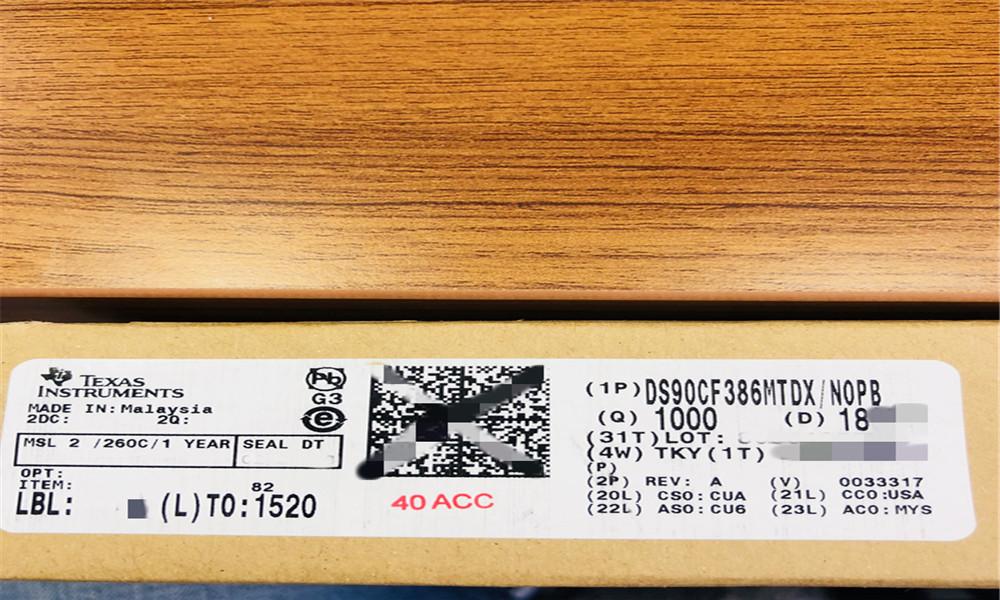 TEXAS
INSTRUMENTS
MADE IN:Malaysia
2DC: 2Q:
MSL 2 /260C/1 YEAR SEAL DT
OPT:
ITEM:
82
LBL: (L)TO:1520
Pb
G3
e
40 ACC
(1P)DS90CF386MTDX/NOPB
(Q) 1000 (D) 18
(31T)LOT:
(4W) TKY(1T)
(P)
(2P) REV: A (V) 0033317
(20L) CSO:CUA (21L) CCO:USA
(22L) ASO:CU6 (23L) ACO:MYS